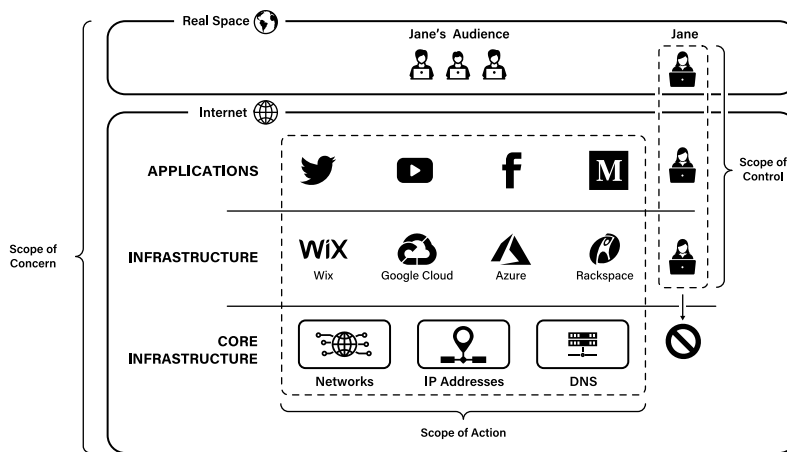 Real Space
Jane's Audience
Jane
Internet
APPLICATIONS
M
Scope of
Control
Scope of
Concern
INFRASTRUCTURE
WiX
Wix
Google Cloud
Azure
Rackspace
CORE
INFRASTRUCTURE
Networks
IP Addresses
DNS
Scope of Action